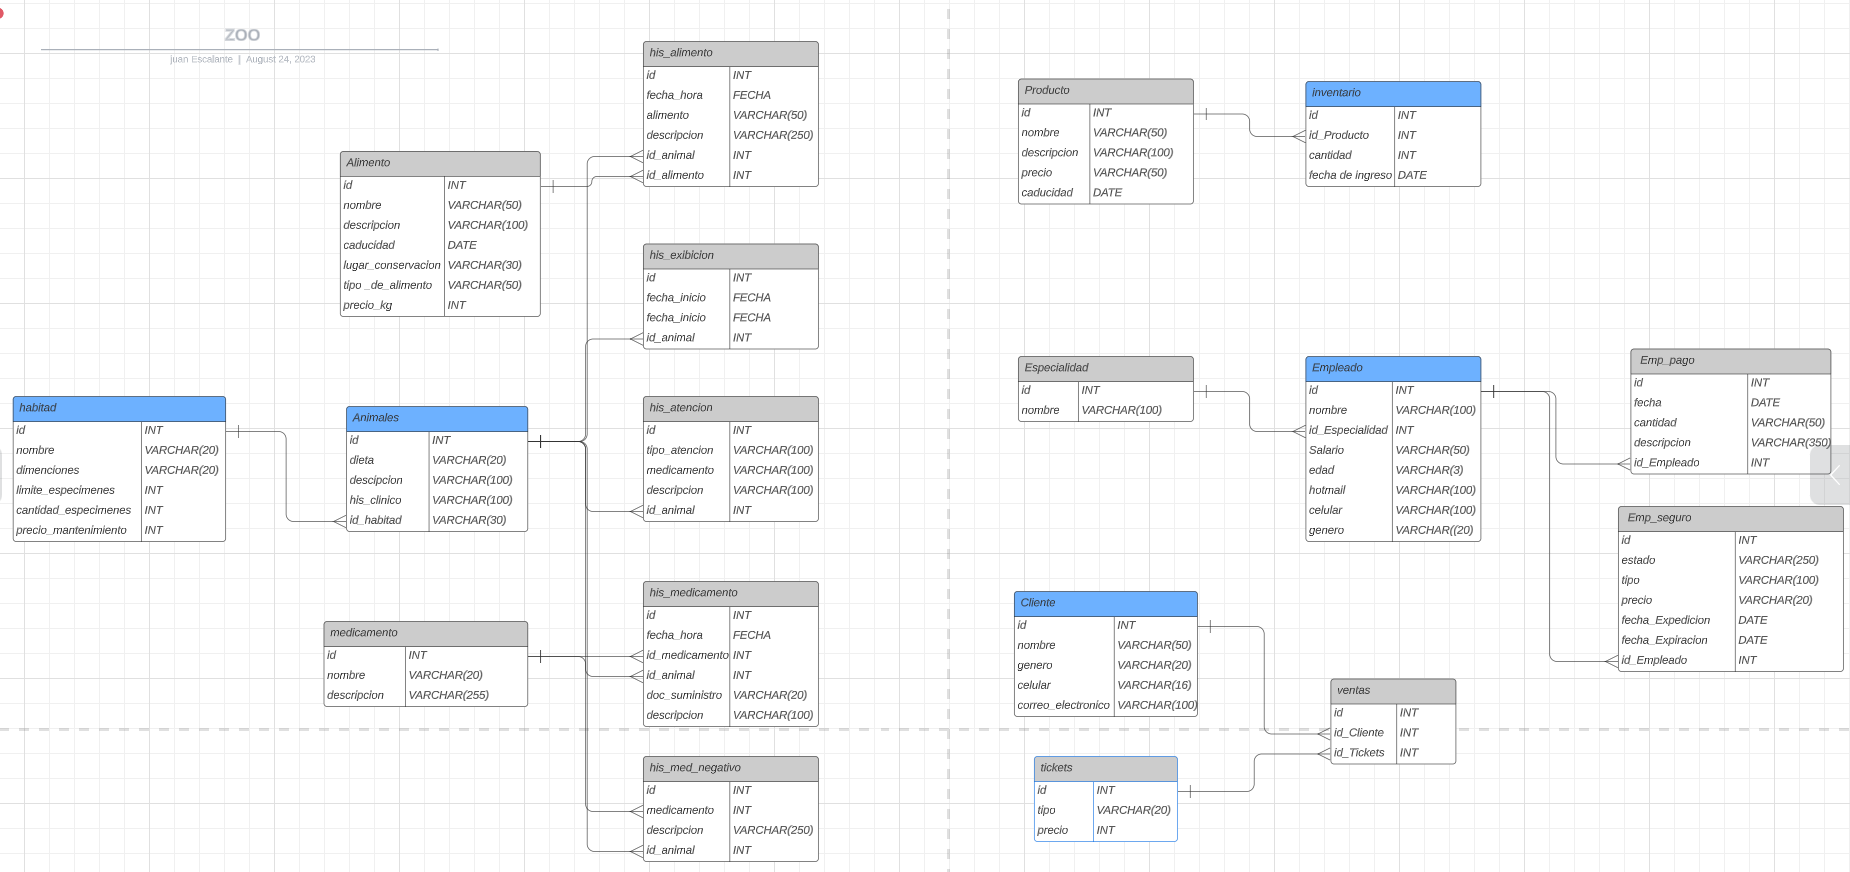 ZOO
juan Escalante | August 24, 2023
his_alimento
id INT
fecha_hora FECHA
alimento VARCHAR(50)
descripcion VARCHAR(250)
id_animal INT
id_alimento INT
Alimento
id INT
nombre VARCHAR(50)
descripcion VARCHAR(100)
caducidad DATE
lugar_conservacion VARCHAR(30)
tipo _de_alimento VARCHAR(50)
precio_kg INT
his_exibicion
id INT
fecha_inicio FECHA
fecha_inicio FECHA
id_animal INT
habitad
id INT
nombre VARCHAR(20)
dimenciones VARCHAR(20)
limite_especimenes INT
cantidad_especimenes INT
precio_mantenimiento INT
Animales
id INT
dieta VARCHAR(20)
descipcion VARCHAR(100)
his_clinico VARCHAR(100)
id_habitad VARCHAR(30)
his_atencion
id INT
tipo_atencion VARCHAR(100)
medicamento VARCHAR(100)
descripcion VARCHAR(100)
id_animal INT
medicamento
id INT
nombre VARCHAR(20)
descripcion VARCHAR(255)
his_medicamento
id INT
fecha_hora FECHA
id_medicamento INT
id_animal INT
doc_suministro VARCHAR(20)
descripcion VARCHAR(100)
his_med_negativo
id INT
medicamento INT
descripcion VARCHAR(250)
id_animal INT
Producto
id INT
nombre VARCHAR(50)
descripcion VARCHAR(100)
precio VARCHAR(50)
caducidad DATE
inventario
id INT
id_Producto INT
cantidad INT
fecha de ingreso DATE
Especialidad
id INT
nombre VARCHAR(100)
Empleado
id INT
nombre VARCHAR(100)
id_Especialidad INT
Salario VARCHAR(50)
edad VARCHAR(3)
hotmail VARCHAR(100)
celular VARCHAR(100)
genero VARCHAR((20)
Emp_pago
id INT
fecha DATE
cantidad VARCHAR(50)
descripcion VARCHAR(350)
id_Empleado INT
Emp_seguro
id INT
estado VARCHAR(250)
tipo VARCHAR(100)
precio VARCHAR(20)
fecha_Expedicion DATE
fecha_Expiracion DATE
id_Empleado INT
Cliente
id INT
nombre VARCHAR(50)
genero VARCHAR(20)
celular VARCHAR(16)
correo_electronico VARCHAR(100)
ventas
id INT
id_Cliente INT
id_Tickets INT
tickets
id INT
tipo VARCHAR(20)
precio INT